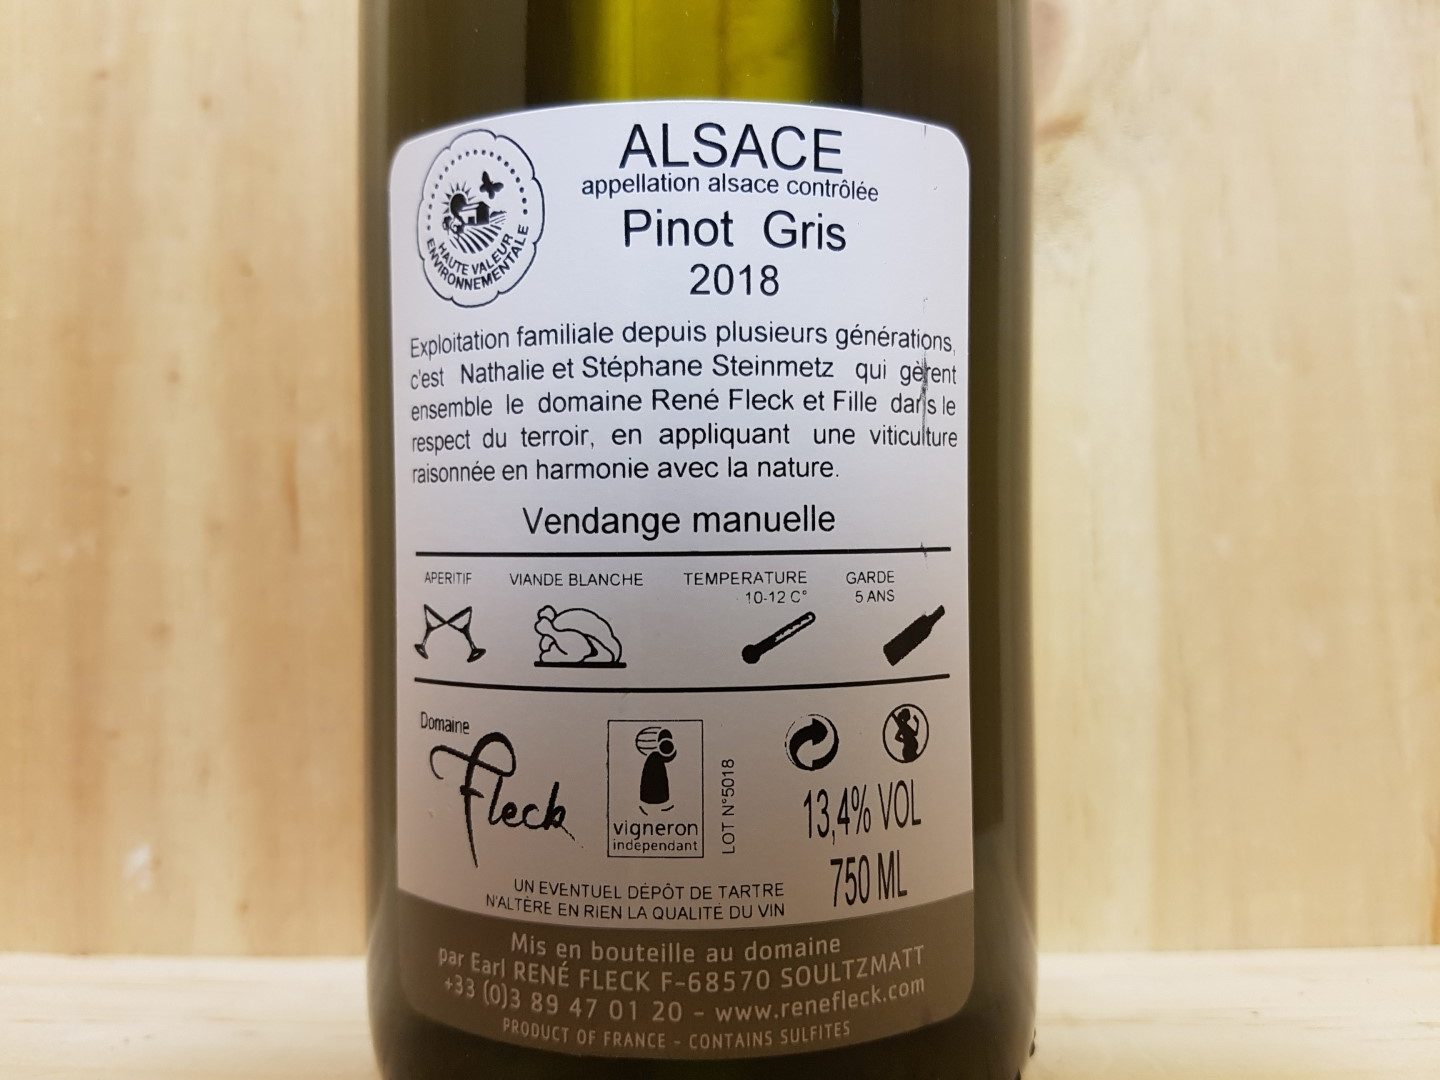 ALSACE
appellation alsace contrôlée
Pinot Gris
2018
HAUTE VALEUR
ENVIRONNEMENTALE
Exploitation familiale depuis plusieurs générations,
c'est Nathalie et Stéphane Steinmetz qui gèrent
ensemble le domaine René Fleck et Fille dans le
respect du terroir, en appliquant une viticulture
raisonnée en harmonie avec la nature.
Vendange manuelle
APERITIF VIANDE BLANCHE TEMPERATURE GARDE
10-12 C° 5 ANS
Domaine
Fleck
vigneron
indépendant
LOT N°5018
13,4% VOL
750 ML
UN EVENTUEL DÉPÔT DE TARTRE
N'ALTÈRE EN RIEN LA QUALITÉ DU VIN
Mis en bouteille au domaine
par Earl RENÉ FLECK F-68570 SOULTZMATT
+33 (0)3 89 47 01 20 - www.renefleck.com
PRODUCT OF FRANCE - CONTAINS SULFITES